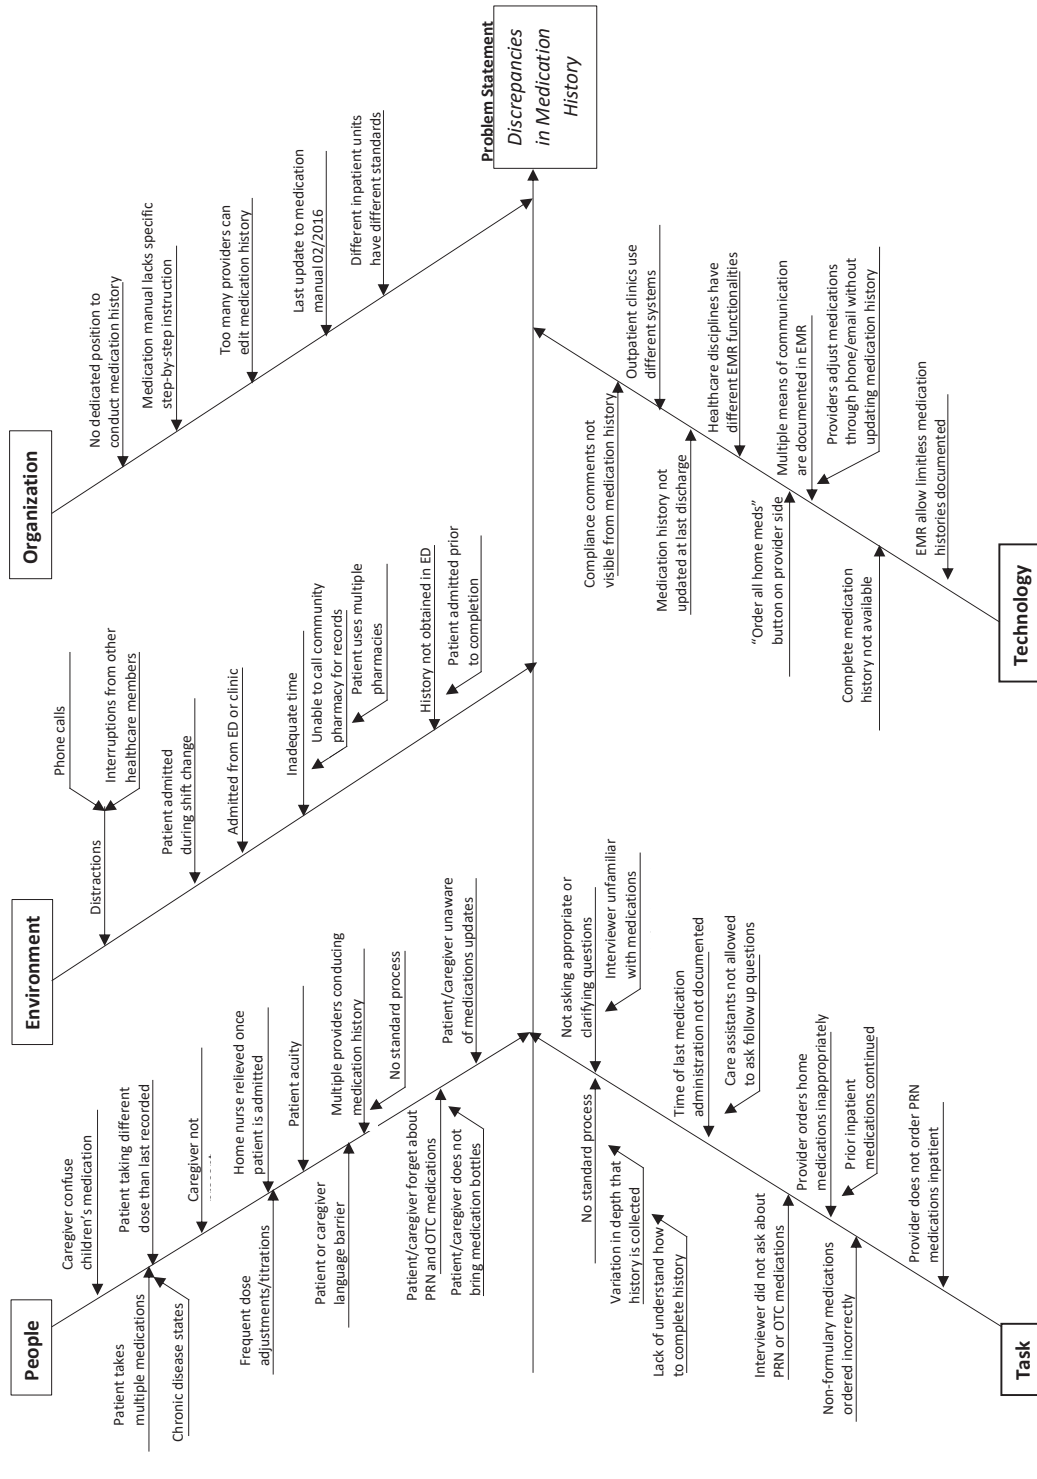 People
Caregiver confuse
children's medication
Patient taking different
dose than last recorded
Caregiver not
Home nurse relieved once
patient is admitted
Patient acuity
Multiple providers conducing
medication history
No standard process
Patient/caregiver unaware
of medications updates
Patient takes
multiple medications
Chronic disease states
Frequent dose
adjustments/titrations
Patient or caregiver
language barrier
Patient/caregiver forget about
PRN and OTC medications
Patient/caregiver does not
bring medication bottles
Environment
Phone calls
Distractions
Interruptions from other
healthcare members
Patient admitted
during shift change
Admitted from ED or clinic
Inadequate time
Unable to call community
pharmacy for records
Patient uses multiple
pharmacies
History not obtained in ED
Patient admitted prior
to completion
Organization
No dedicated position to
conduct medication history
Medication manual lacks specific
step-by-step instruction
Too many providers can
edit medication history
Last update to medication
manual 02/2016
Different inpatient units
have different standards
Problem Statement
Discrepancies
in Medication
History
Task
Not asking appropriate or
clarifying questions
Interviewer unfamiliar
with medications
No standard process
Variation in depth that
history is collected
Lack of understand how
to complete history
Time of last medication
administration not documented
Care assistants not allowed
to ask follow up questions
Interviewer did not ask about
PRN or OTC medications
Provider orders home
medications inappropriately
Prior inpatient
medications continued
Non-formulary medications
ordered incorrectly
Provider does not order PRN
medications inpatient
Technology
Compliance comments not
visible from medication history
Outpatient clinics use
different systems
Medication history not
updated at last discharge
Healthcare disciplines have
different EMR functionalities
"Order all home meds"
button on provider side
Multiple means of communication
are documented in EMR
Providers adjust medications
through phone/email without
updating medication history
Complete medication
history not available
EMR allow limitless medication
histories documented